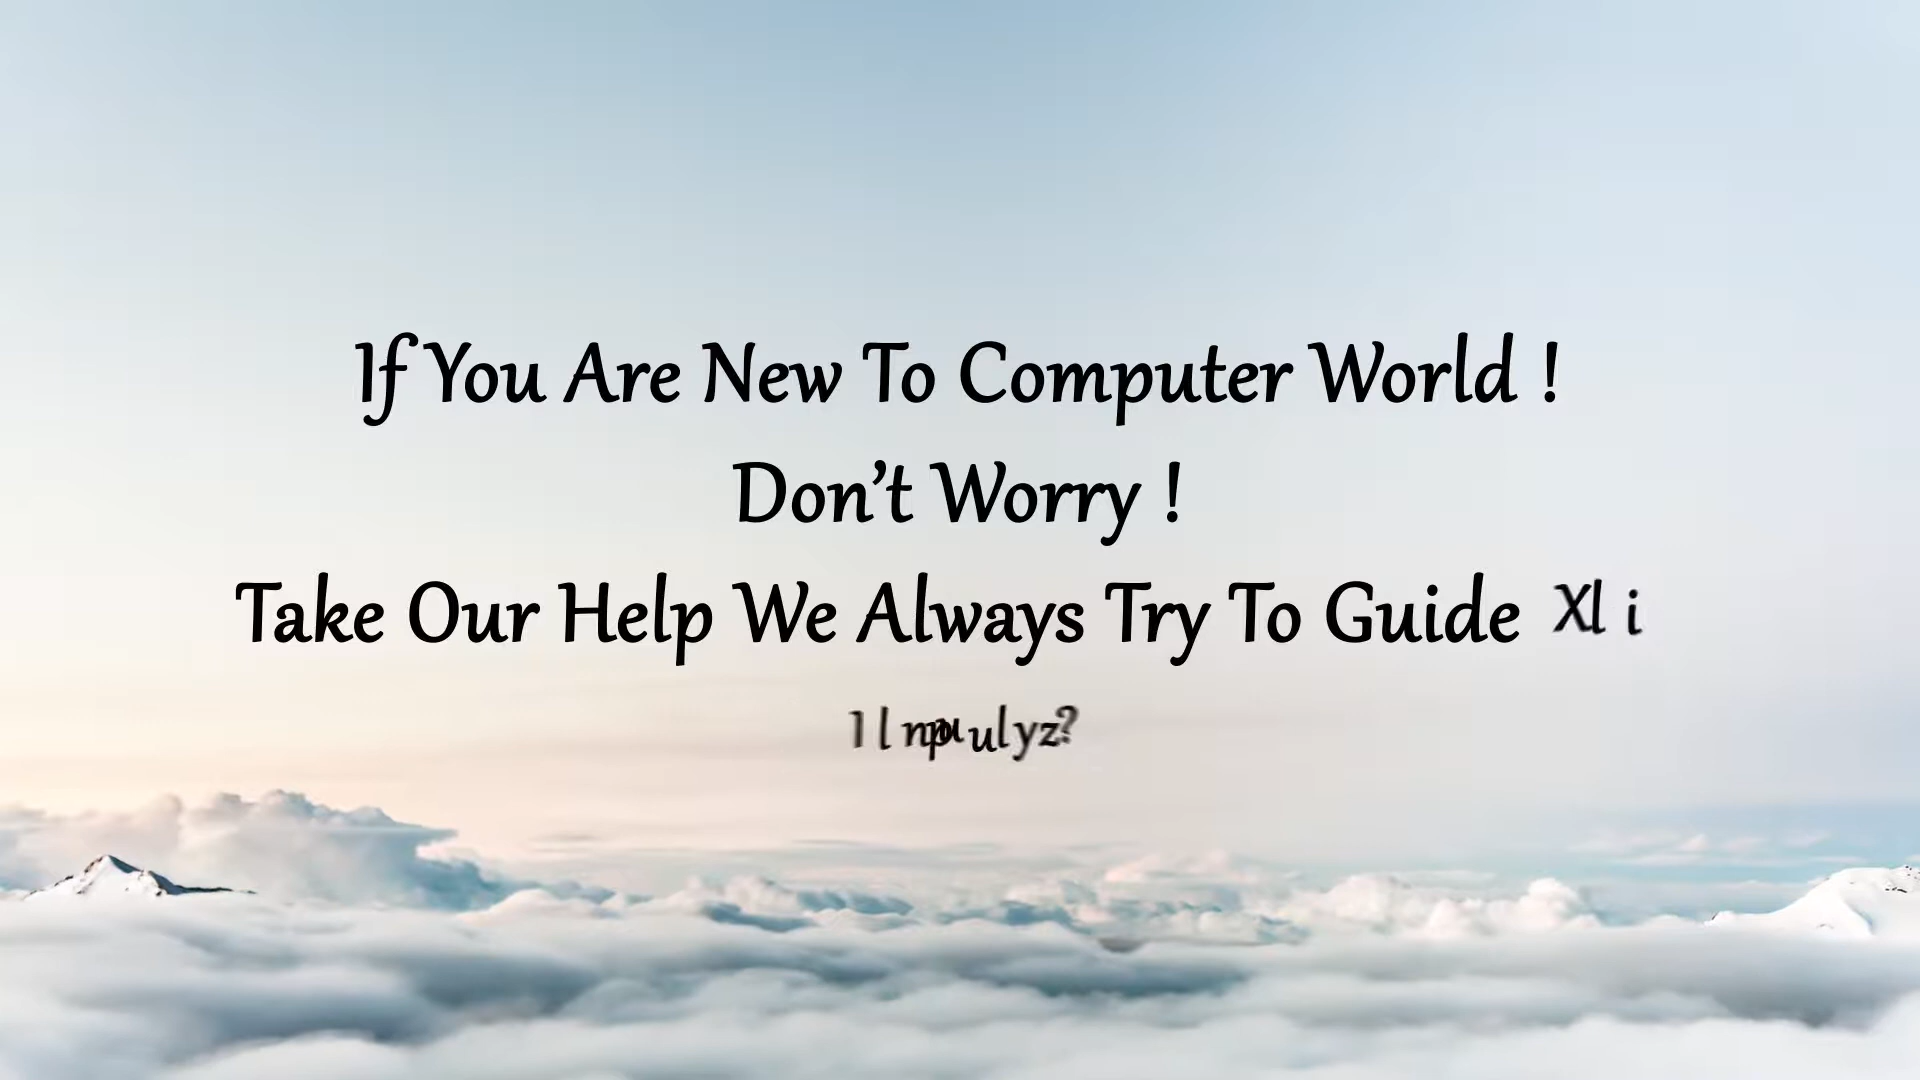 If You Are New To Computer World !
Don’t Worry !
Take Our Help We Always Try To Guide